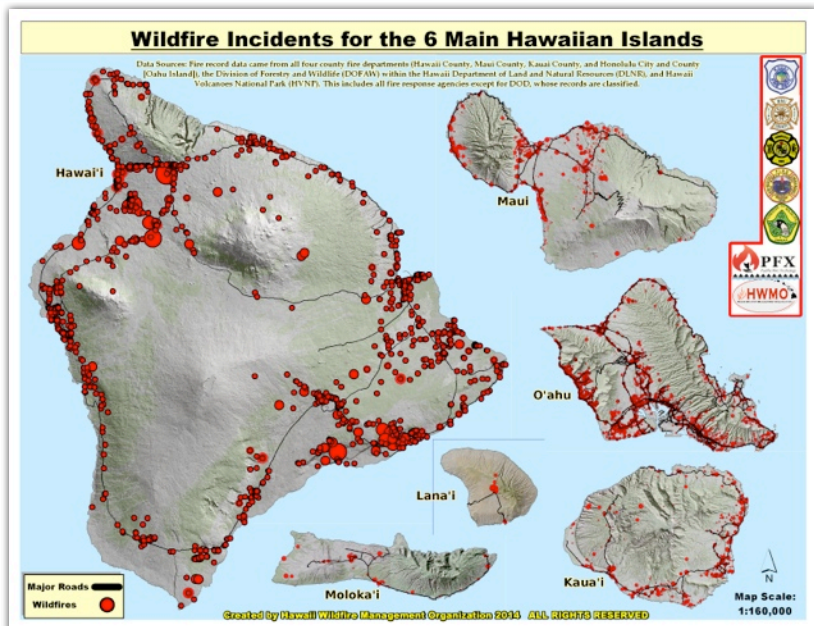 Wildfire Incidents for the 6 Main Hawaiian Islands
Data Sources: Fire record data came from all four county fire departments (Hawaii County, Maui County, Kauai County, and Honolulu City and County
[Oahu Island]), the Division of Forestry and Wildlife (DOFAW) within the Hawaii Department of Land and Natural Resources (DLNR), and Hawaii
Volcanoes National Park (HVNP). This includes all fire response agencies except for DOD, whose records are classified.
Hawai'i
Maui
PFX
HWMO
O'ahu
Lana'i
Moloka'i
Kaua'i
N
Major Roads
Wildfires
Map Scale:
1:160,000
Created by Hawaii Wildfire Management Organization 2014 ALL RIGHTS RESERVED